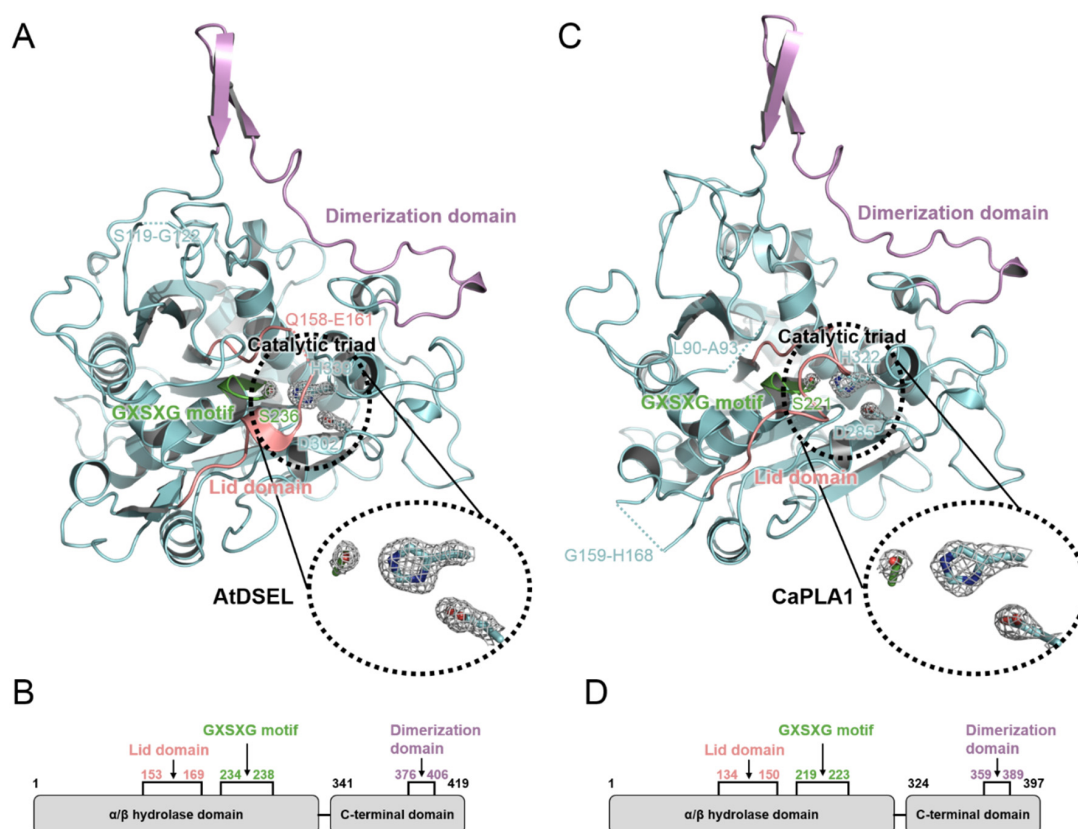 A
Dimerization domain
S119-G122
Q158-E161
Catalytic triad
GXSXG motif
S236
D302
Lid domain
AtDSEL
B
GXSXG motif
Lid domain
Dimerization
domain
1
153
169
234
238
341
376
406
419
α/β hydrolase domain
C-terminal domain
C
Dimerization domain
L90-A93
Catalytic triad
H322
GXSXG motif
S221
D285
Lid domain
G159-H168
CaPLA1
D
GXSXG motif
Lid domain
Dimerization
domain
1
134
150
219
223
324
359
389
397
α/β hydrolase domain
C-terminal domain